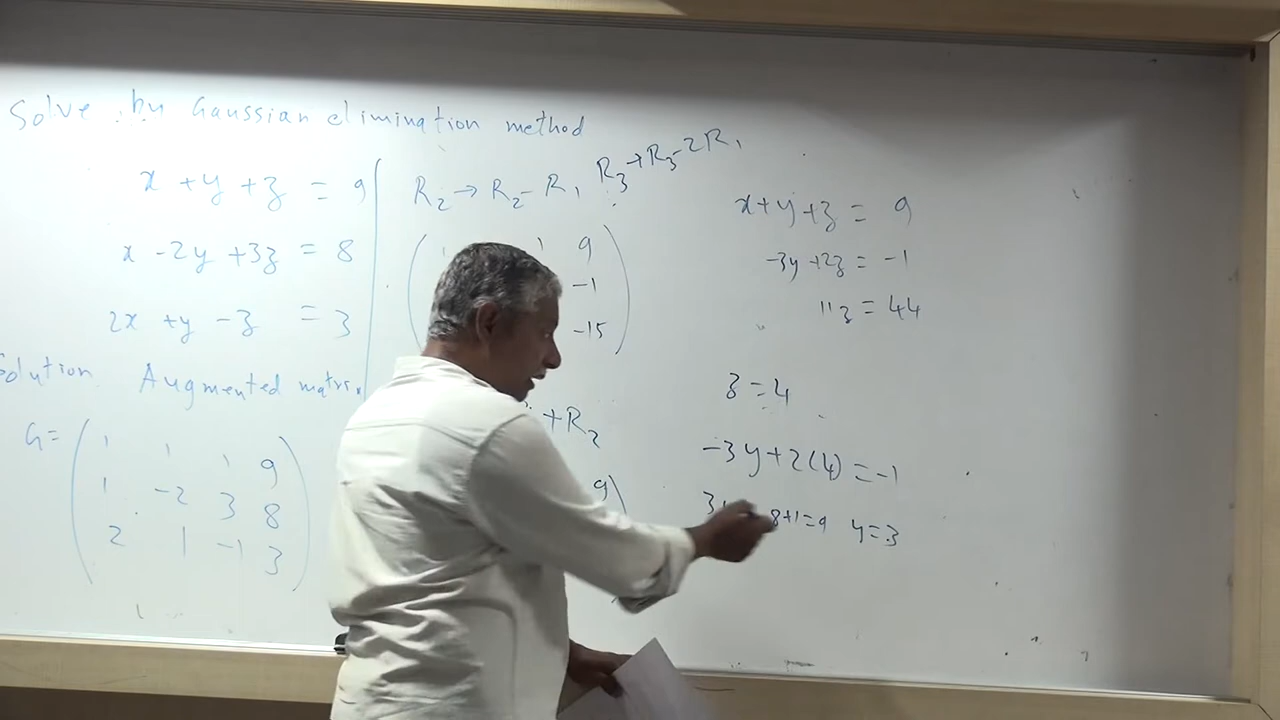 Solve by Gaussian elimination method
x + y + z = 9
x - 2y + 3z = 8
2x + y - z = 3
Solution Augmented matrix
G =
1 1 1 9
1 -2 3 8
2 1 -1 3
R2 → R2 - R1 R3 → R3 - 2R1
1 9
-1
-15
+ R2
9
x + y + z = 9
-3y + 2z = -1
11z = 44
z = 4
-3y + 2(4) = -1
3y 8+1=9 y=3